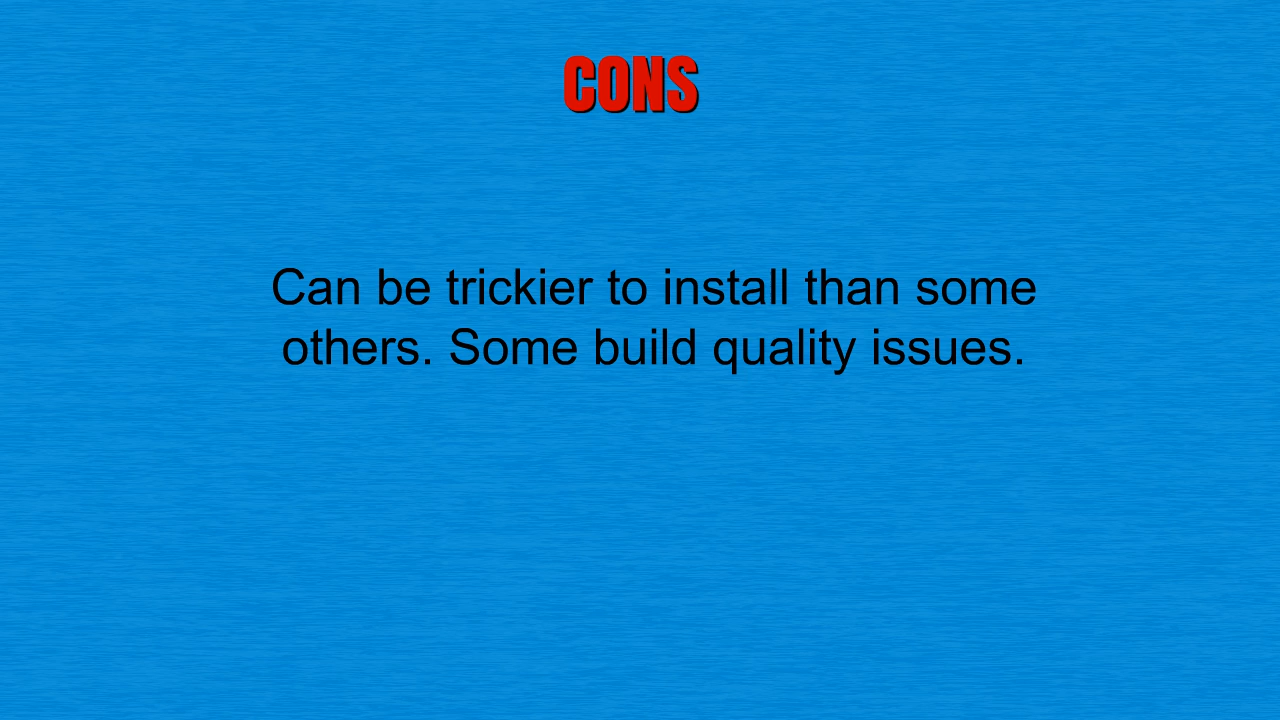 CONS
Can be trickier to install than some
others. Some build quality issues.